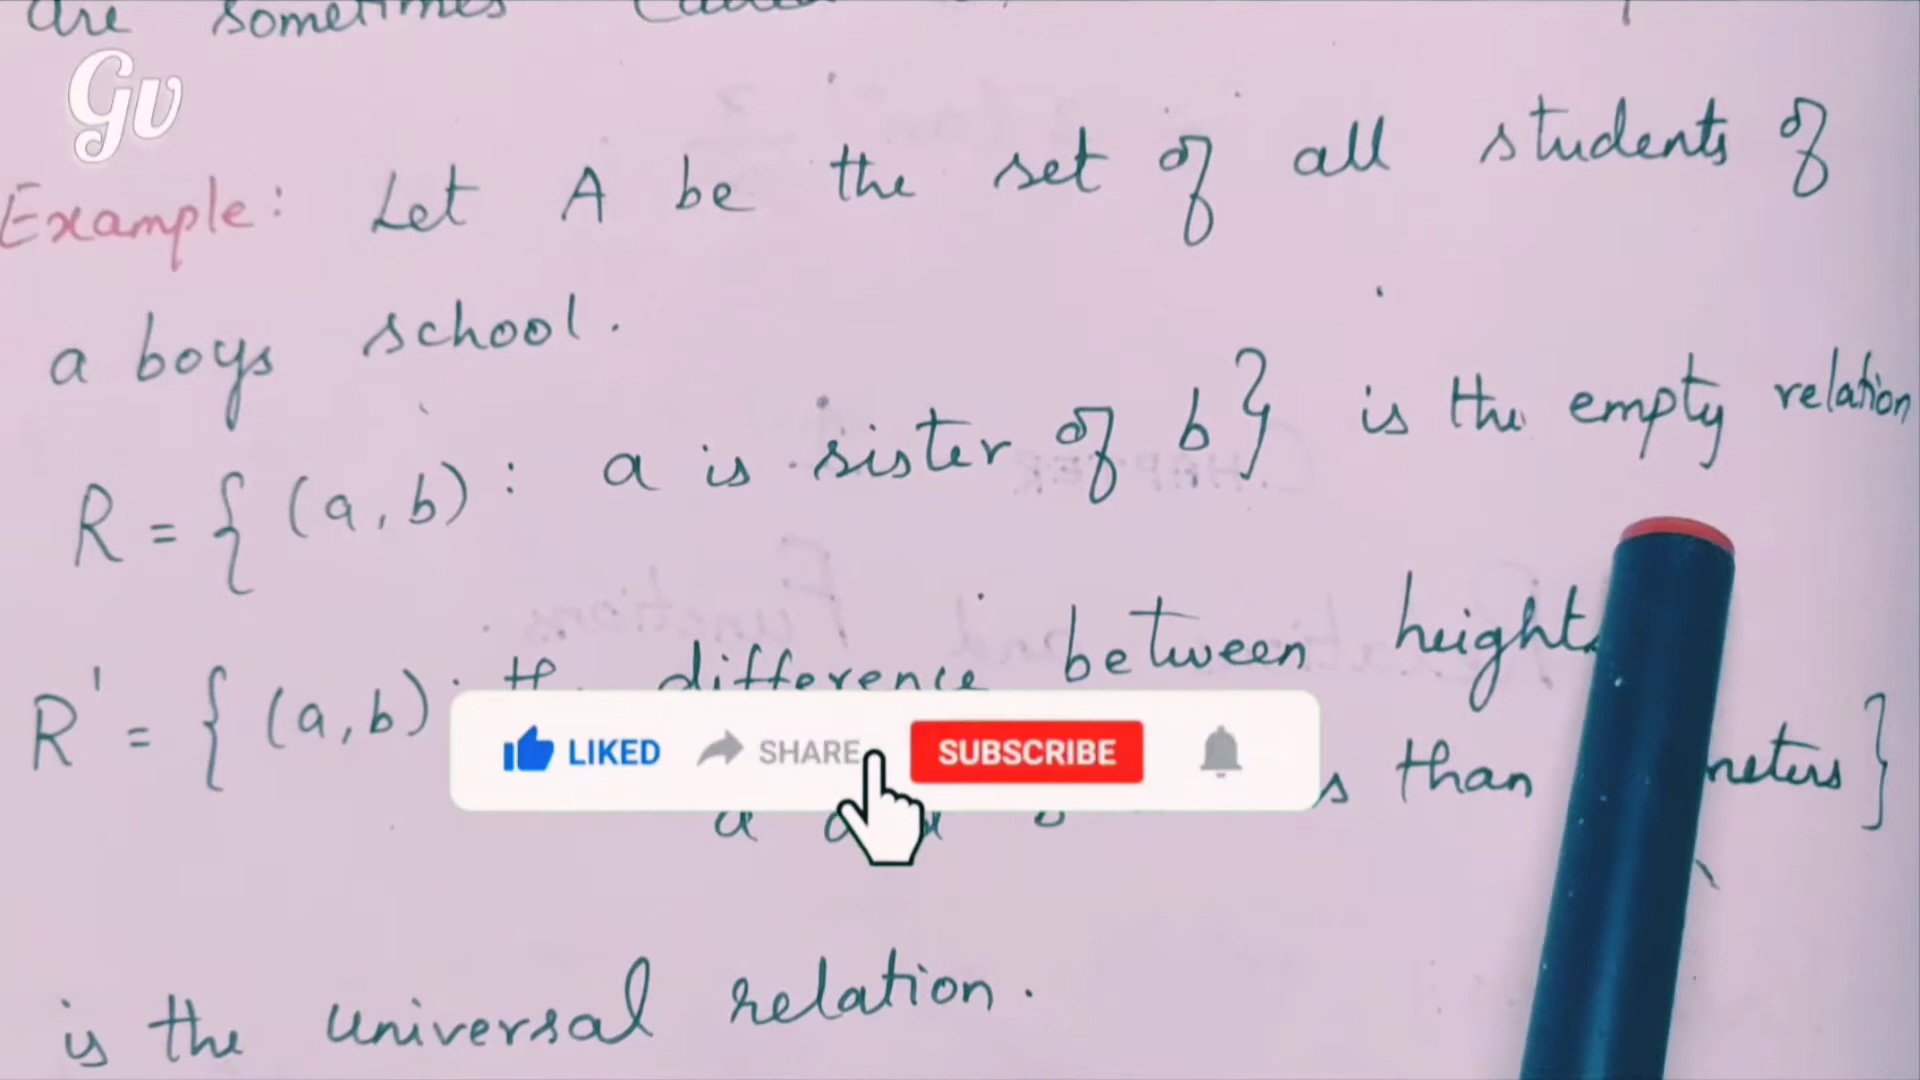 are sometimes
Gv
Example: Let A be the set of all students of
a boys school.
R = { (a, b) : a is sister of b} is the empty relation
R' = { (a, b) : the difference between heights
than meters }
LIKED SHARE SUBSCRIBE
is the universal relation.